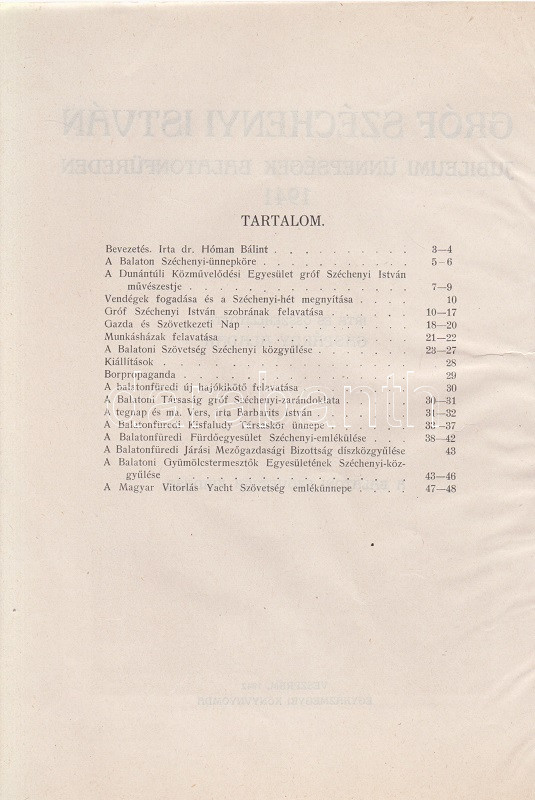 TARTALOM.
Bevezetés. Irta dr. Hóman Bálint . . . . . . . . . . 3—4
A Balaton Széchenyi-ünnepköre . . . . . . . . . . 5—6
A Dunántúli Közművelődési Egyesület gróf Széchenyi István
művészestje . . . . . . . . . . . . . . . 7—9
Vendégek fogadása és a Széchenyi-hét megnyítása . . . . 10
Gróf Széchenyi István szobrának felavatása . . . . . . 10—17
Gazda és Szövetkezeti Nap . . . . . . . . . . . 18—20
Munkásházak felavatása . . . . . . . . . . . . 21—22
A Balatoni Szövetség Széchenyi közgyűlése . . . . . . 23—27
Kiállítások . . . . . . . . . . . . . . . . 28
Borpropaganda . . . . . . . . . . . . . . . 29
A balatonfüredi új hajókikötő felavatása . . . . . . . 30
A Balatoni Társaság gróf Széchenyi-zarándoklata . . . . 30—31
A tegnap és ma. Vers, irta Barbarits István . . . . . . 31—32
A Balatonfüredi Kisfaludy Társaskör ünnepe . . . . . . 33—37
A Balatonfüredi Fürdőegyesület Széchenyi-emlékülése . . . 38—42
A Balatonfüredi Járási Mezőgazdasági Bizottság díszközgyűlése 43
A Balatoni Gyümölcstermesztők Egyesületének Széchenyi-köz-
gyűlése . . . . . . . . . . . . . . . . 43—46
A Magyar Vitorlás Yacht Szövetség emlékünnepe . . . . 47—48